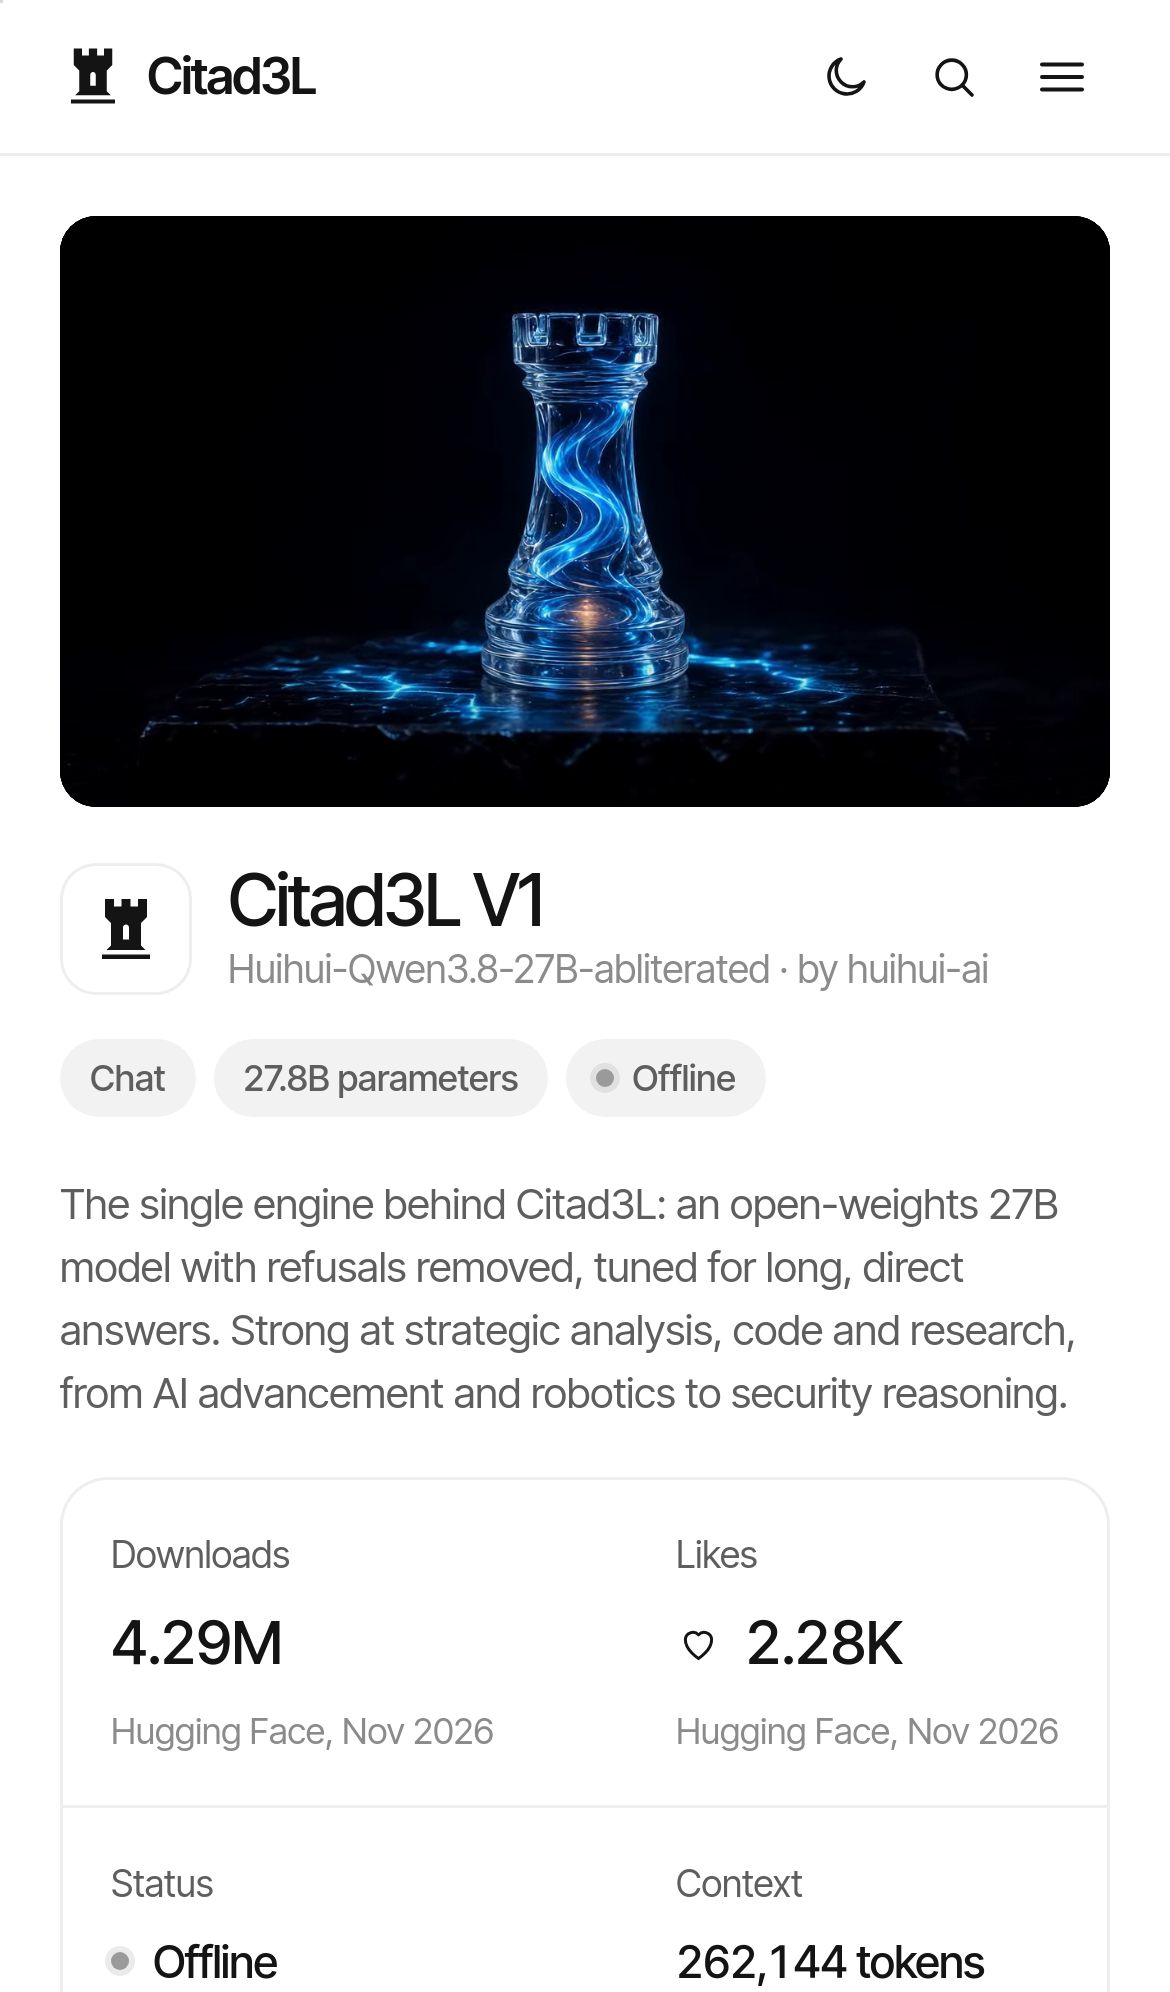 Citad3L
Citad3L V1
Huihui-Qwen3.8-27B-abliterated · by huihui-ai
Chat
27.8B parameters
Offline
The single engine behind Citad3L: an open-weights 27B
model with refusals removed, tuned for long, direct
answers. Strong at strategic analysis, code and research,
from AI advancement and robotics to security reasoning.
Downloads
4.29M
Hugging Face, Nov 2026
Likes
2.28K
Hugging Face, Nov 2026
Status
Offline
Context
262,144 tokens